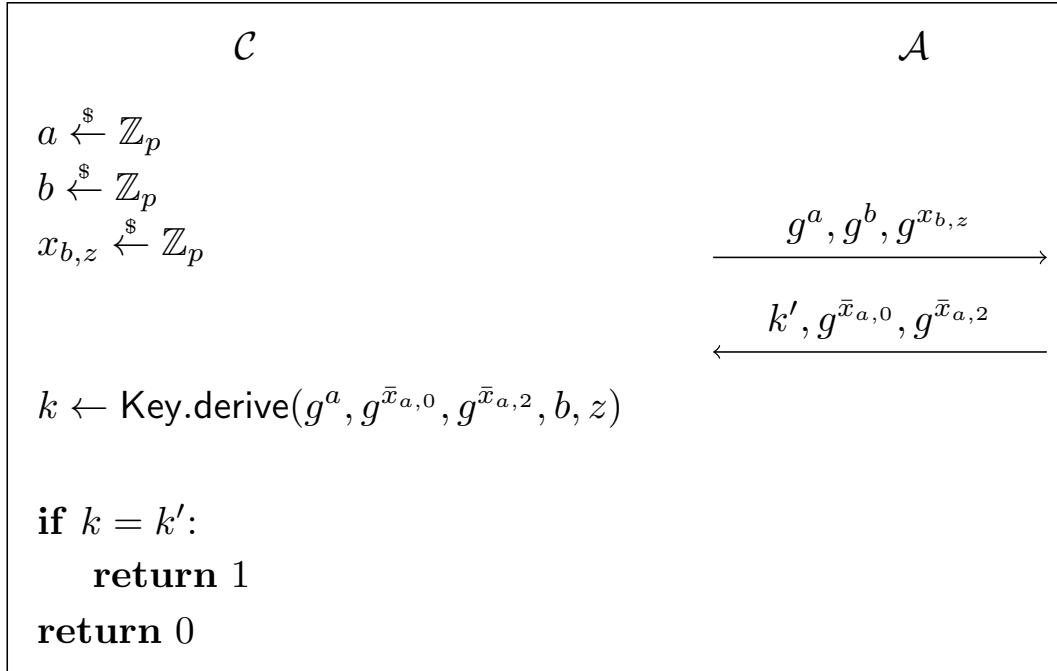 𝒞 𝒜
a ←$ ℤ_p
b ←$ ℤ_p
x_{b,z} ←$ ℤ_p
g^a, g^b, g^{x_{b,z}}
k′, g^{x̄_{a,0}}, g^{x̄_{a,2}}
k ← Key.derive(g^a, g^{x̄_{a,0}}, g^{x̄_{a,2}}, b, z)
if k = k′:
return 1
return 0